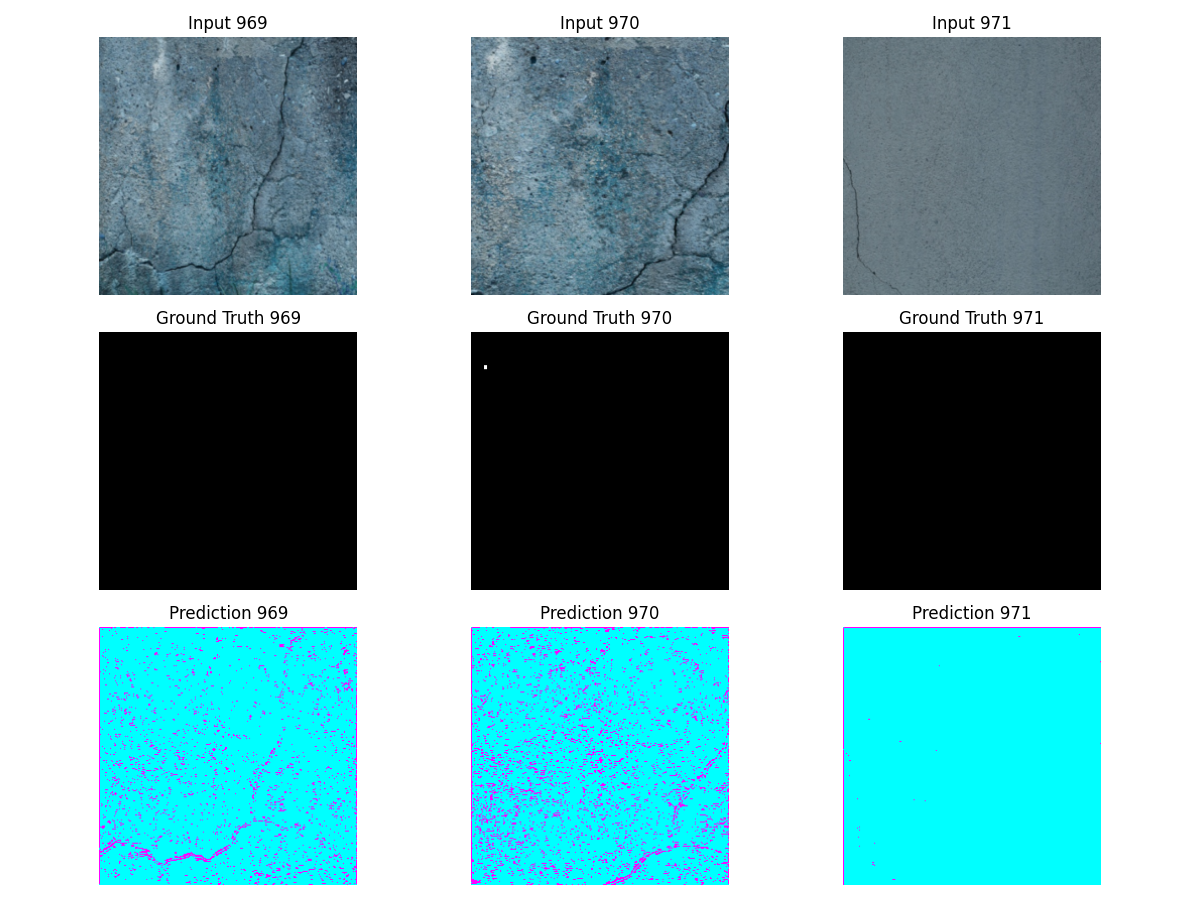 Input 969
Input 970
Input 971
Ground Truth 969
Ground Truth 970
Ground Truth 971
Prediction 969
Prediction 970
Prediction 971